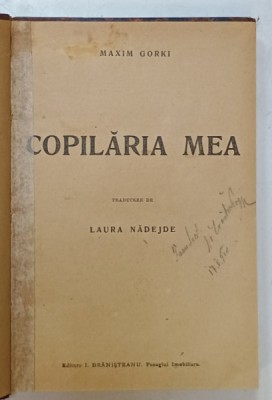 MAXIM GORKI
COPILĂRIA MEA
TRADUCERE DE
LAURA NĂDEJDE
Editura I. BRĂNIȘTEANU. Pasagiul Imobiliara.